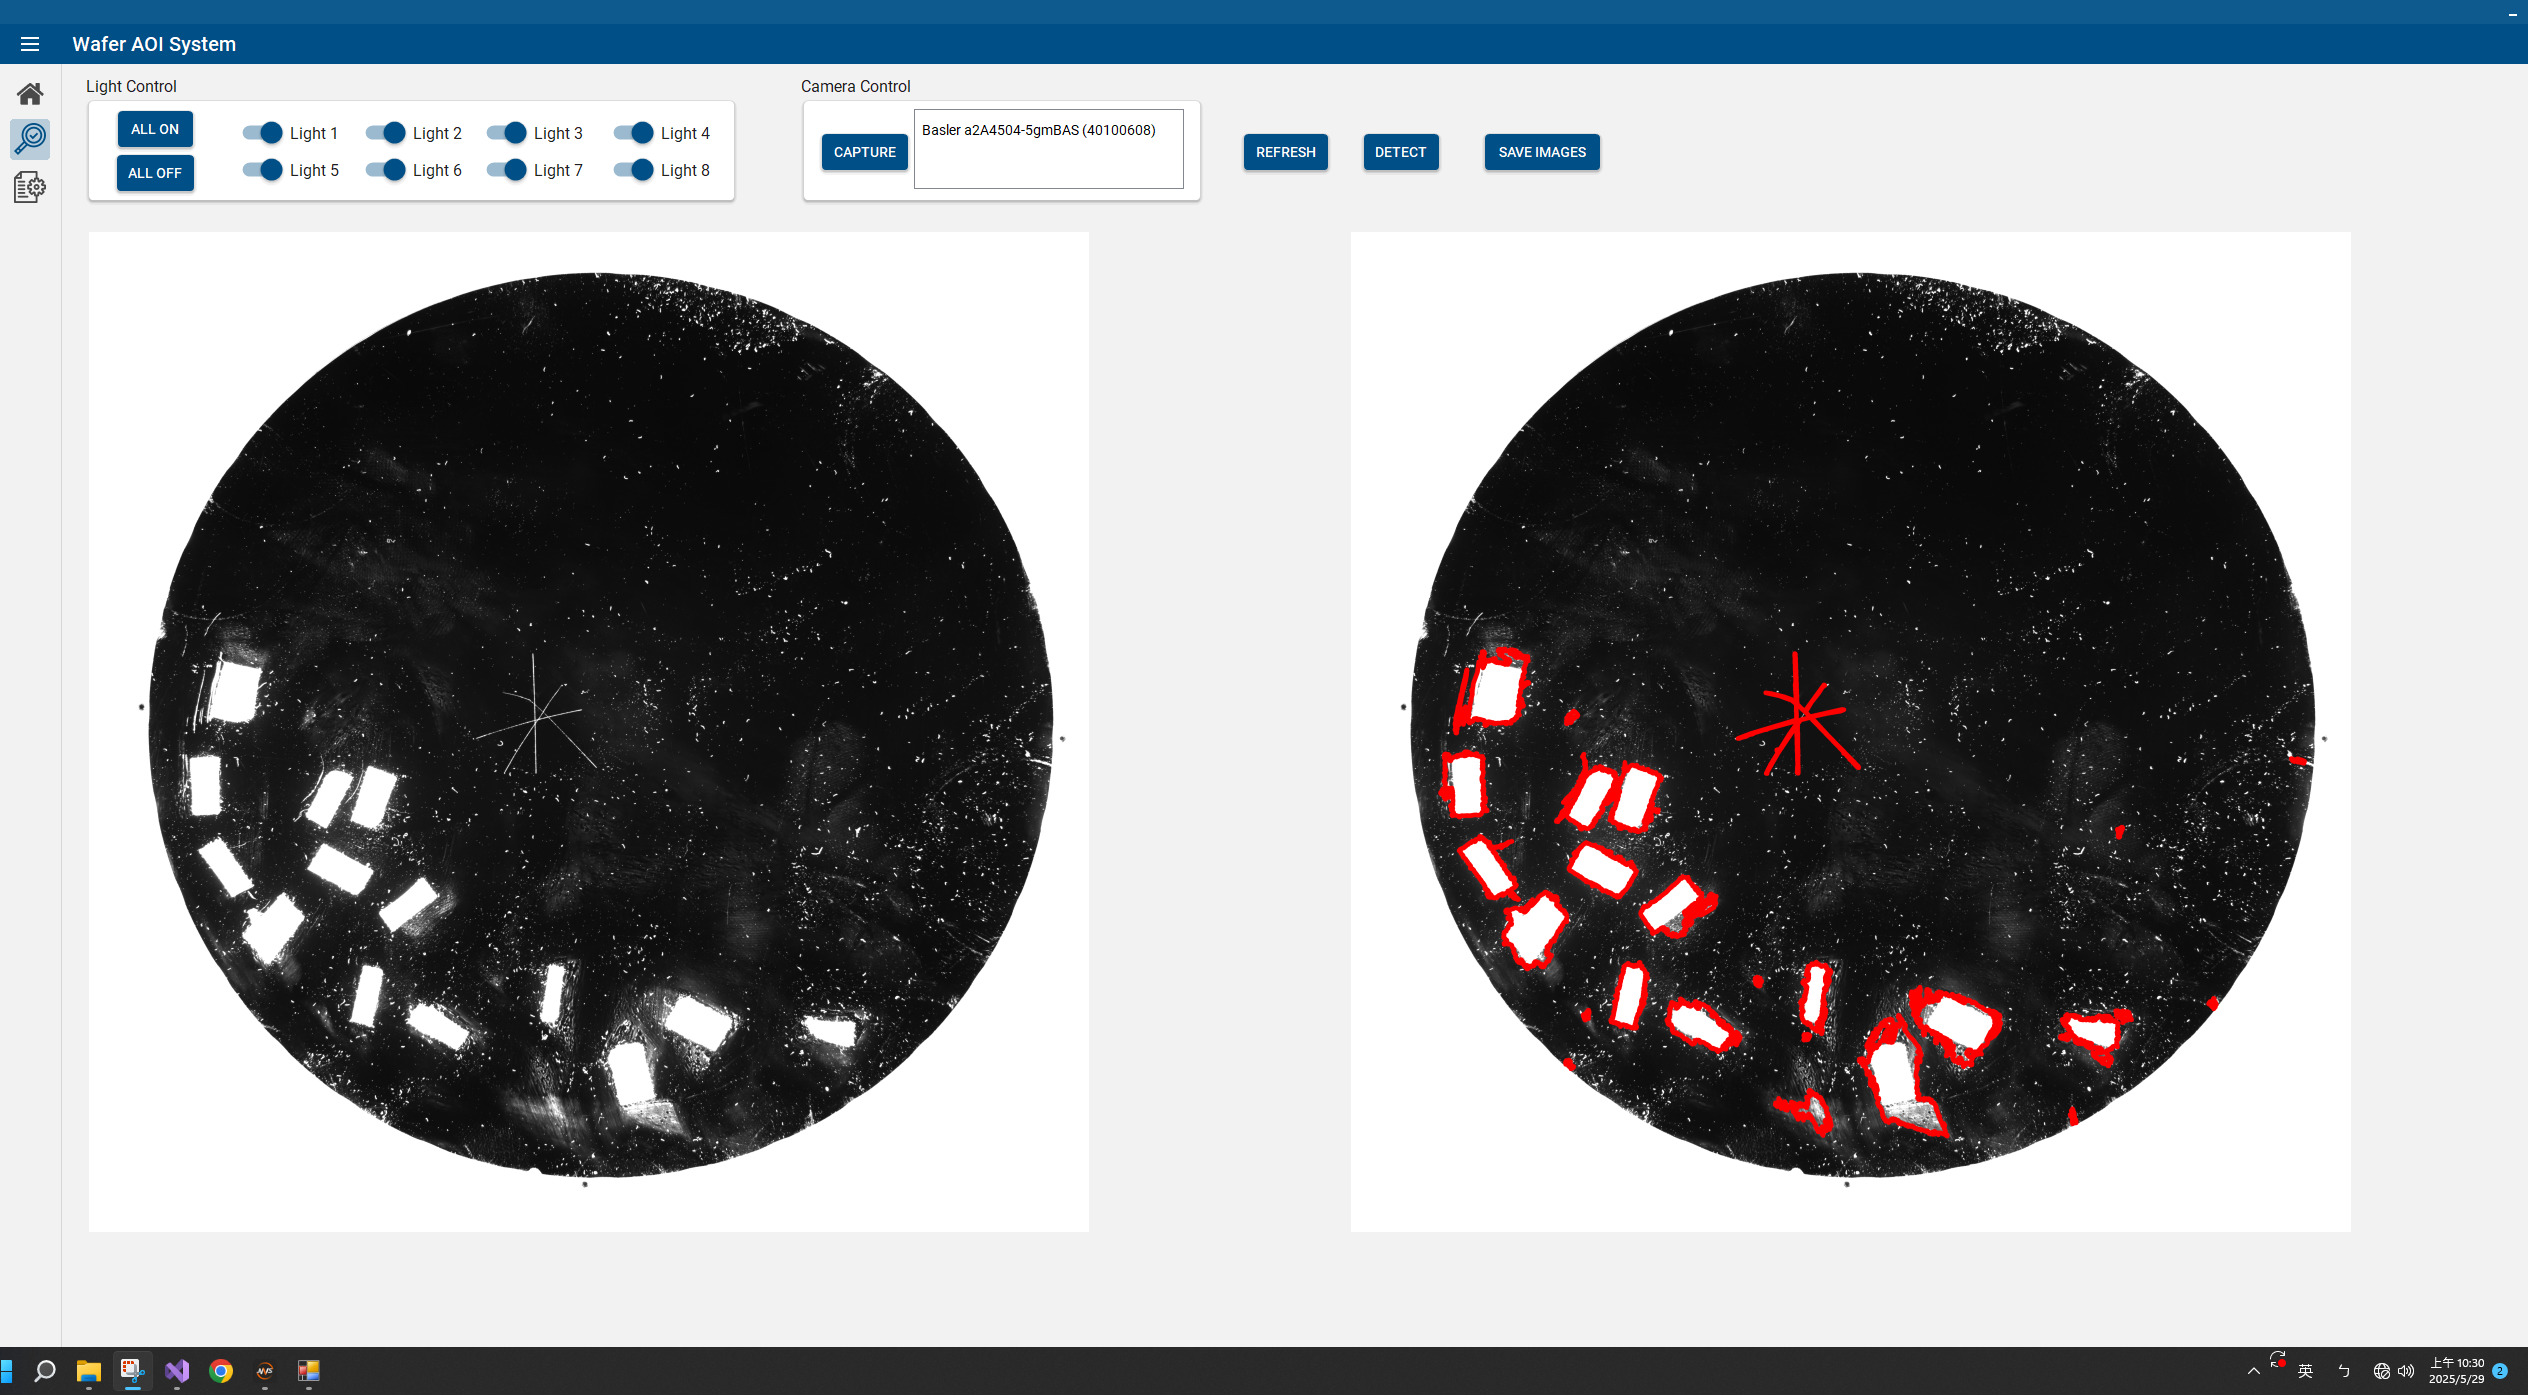 Wafer AOI System
Light Control
Camera Control
ALL ON
Light 1
Light 2
Light 3
Light 4
ALL OFF
Light 5
Light 6
Light 7
Light 8
CAPTURE
Basler a2A4504-5gmBAS (40100608)
REFRESH
DETECT
SAVE IMAGES
英
ㄅ
上午 10:30
2025/5/29
2